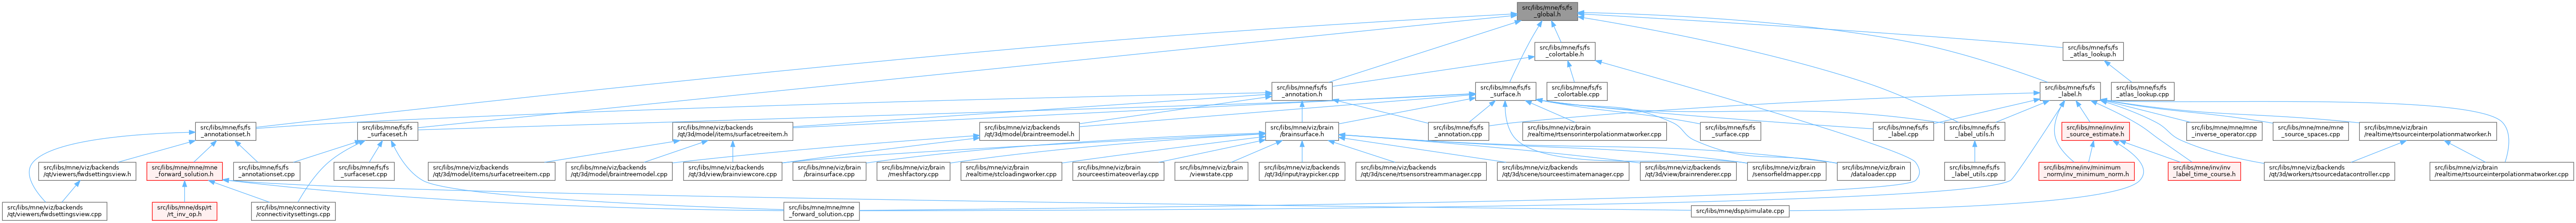 src/libs/mne/fs/fs
_global.h
src/libs/mne/fs/fs
_colortable.h
src/libs/mne/fs/fs
_atlas_lookup.h
src/libs/mne/fs/fs
_annotation.h
src/libs/mne/fs/fs
_surface.h
src/libs/mne/fs/fs
_colortable.cpp
src/libs/mne/fs/fs
_label.h
src/libs/mne/fs/fs
_atlas_lookup.cpp
src/libs/mne/fs/fs
_annotationset.h
src/libs/mne/fs/fs
_surfaceset.h
src/libs/mne/viz/backends
/qt/3d/model/items/surfacetreeitem.h
src/libs/mne/viz/backends
/qt/3d/model/braintreemodel.h
src/libs/mne/viz/brain
/brainsurface.h
src/libs/mne/fs/fs
_annotation.cpp
src/libs/mne/viz/brain
/realtime/rtsensorinterpolationmatworker.cpp
src/libs/mne/fs/fs
_surface.cpp
src/libs/mne/fs/fs
_label.cpp
src/libs/mne/fs/fs
_label_utils.h
src/libs/mne/inv/inv
_source_estimate.h
src/libs/mne/mne/mne
_inverse_operator.cpp
src/libs/mne/mne/mne
_source_spaces.cpp
src/libs/mne/viz/brain
/realtime/rtsourceinterpolationmatworker.h
src/libs/mne/viz/backends
/qt/viewers/fwdsettingsview.h
src/libs/mne/mne/mne
_forward_solution.h
src/libs/mne/fs/fs
_annotationset.cpp
src/libs/mne/fs/fs
_surfaceset.cpp
src/libs/mne/viz/backends
/qt/3d/model/items/surfacetreeitem.cpp
src/libs/mne/viz/backends
/qt/3d/model/braintreemodel.cpp
src/libs/mne/viz/backends
/qt/3d/view/brainviewcore.cpp
src/libs/mne/viz/brain
/brainsurface.cpp
src/libs/mne/viz/brain
/meshfactory.cpp
src/libs/mne/viz/brain
/realtime/stcloadingworker.cpp
src/libs/mne/viz/brain
/sourceestimateoverlay.cpp
src/libs/mne/viz/brain
/viewstate.cpp
src/libs/mne/viz/backends
/qt/3d/input/raypicker.cpp
src/libs/mne/viz/backends
/qt/3d/scene/rtsensorstreammanager.cpp
src/libs/mne/viz/backends
/qt/3d/scene/sourceestimatemanager.cpp
src/libs/mne/viz/backends
/qt/3d/view/brainrenderer.cpp
src/libs/mne/viz/brain
/sensorfieldmapper.cpp
src/libs/mne/viz/brain
/dataloader.cpp
src/libs/mne/fs/fs
_label_utils.cpp
src/libs/mne/inv/minimum
_norm/inv_minimum_norm.h
src/libs/mne/inv/inv
_label_time_course.h
src/libs/mne/viz/backends
/qt/3d/workers/rtsourcedatacontroller.cpp
src/libs/mne/viz/brain
/realtime/rtsourceinterpolationmatworker.cpp
src/libs/mne/viz/backends
/qt/viewers/fwdsettingsview.cpp
src/libs/mne/dsp/rt
/rt_inv_op.h
src/libs/mne/connectivity
/connectivitysettings.cpp
src/libs/mne/mne/mne
_forward_solution.cpp
src/libs/mne/dsp/simulate.cpp